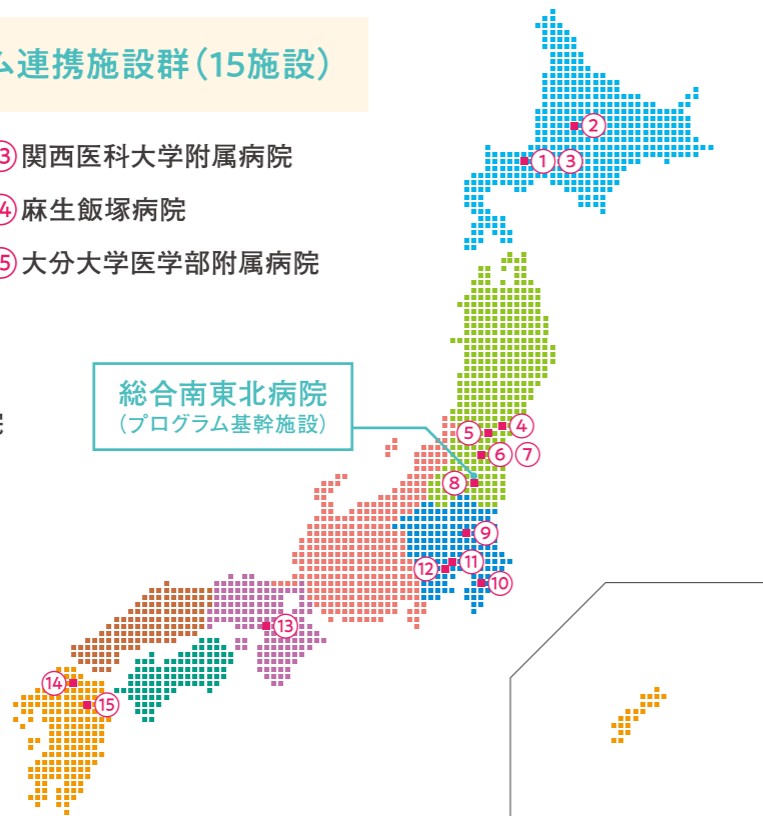 ム連携施設群（15施設）
③関西医科大学附属病院
④麻生飯塚病院
⑤大分大学医学部附属病院
院
総合南東北病院
（プログラム基幹施設）
②
① ③
④
⑤
⑥ ⑦
⑧
⑨
⑪
⑫
⑩
⑬
⑭
⑮